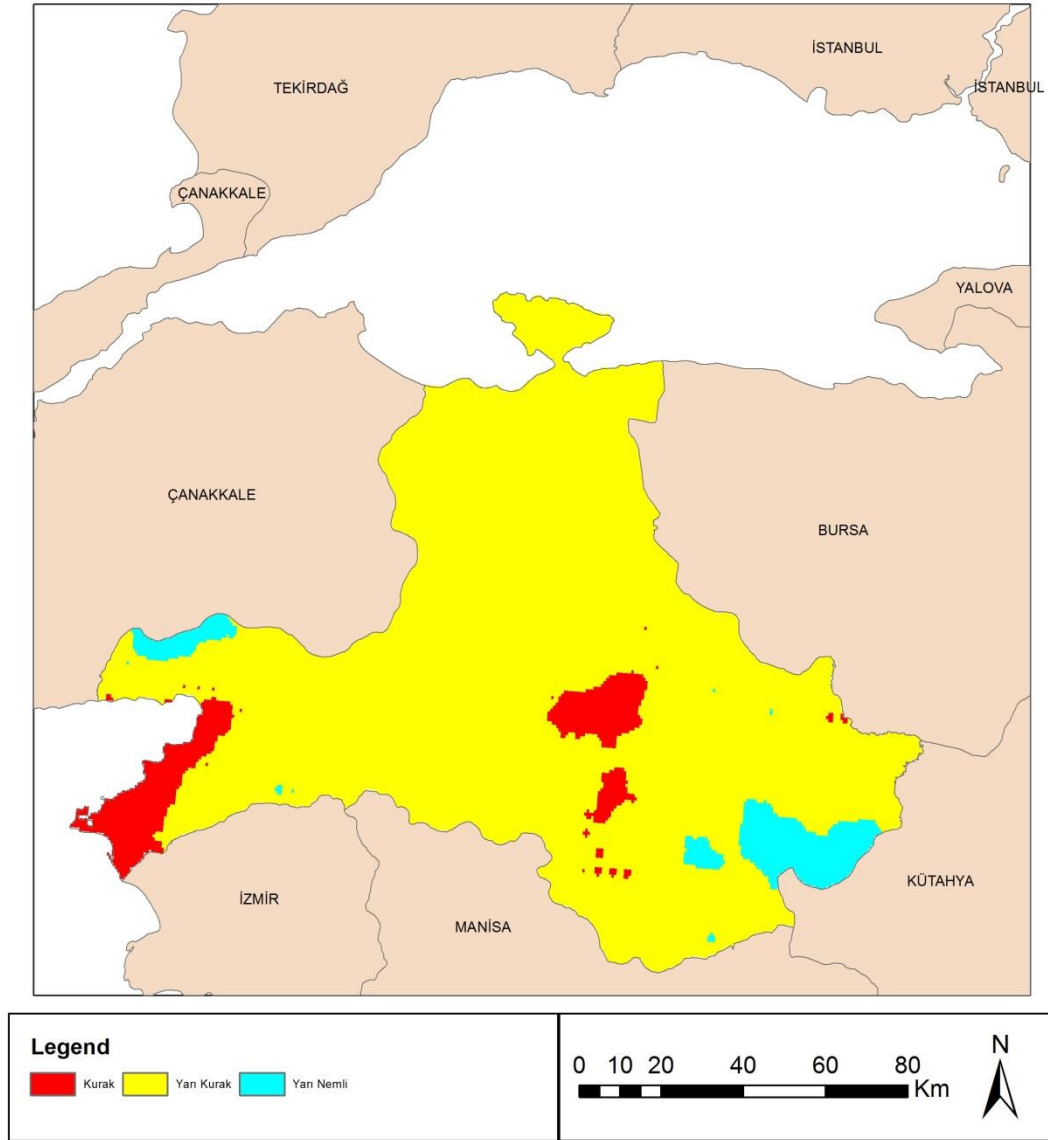 İSTANBUL
TEKİRDAĞ
İSTANBUL
ÇANAKKALE
YALOVA
ÇANAKKALE
BURSA
KÜTAHYA
İZMİR
MANİSA
Legend
Kurak
Yarı Kurak
Yarı Nemli
0 10 20 40 60 80
Km
N